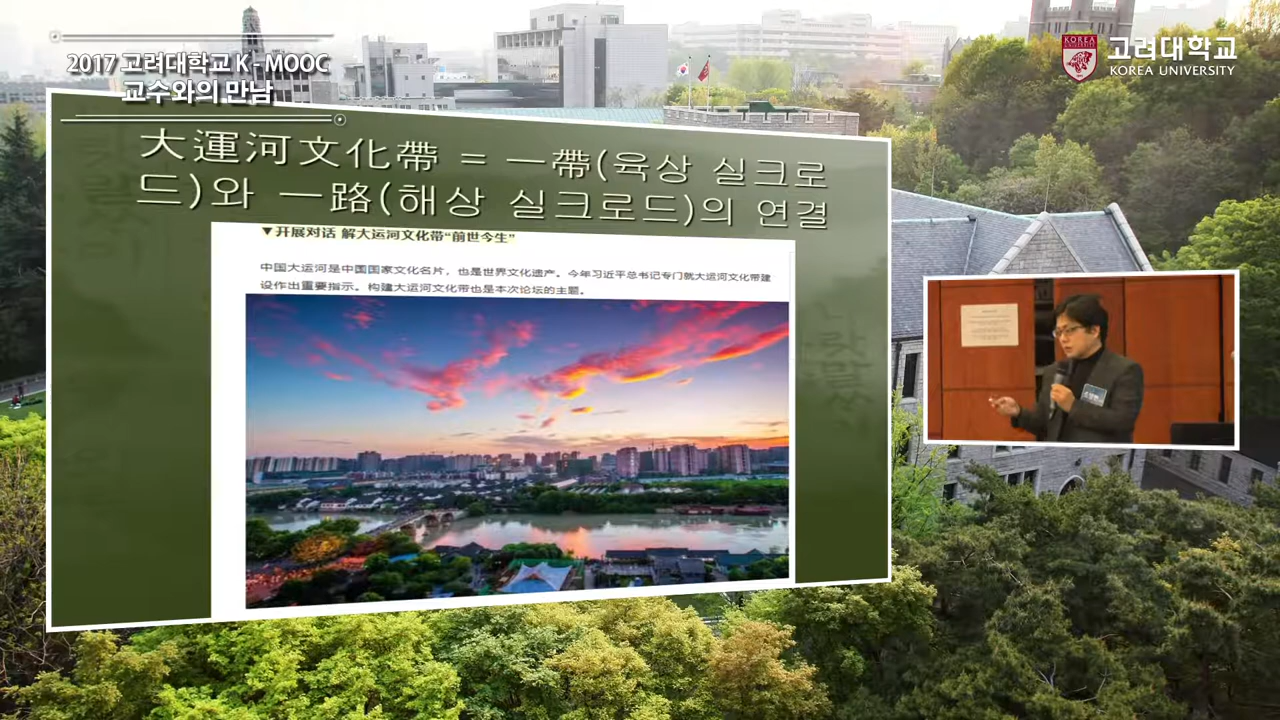 2017 고려대학교 K - MOOC
교수와의 만남
KOREA
UNIVERSITY
고려대학교
KOREA UNIVERSITY
大運河文化帶 = 一帶(육상 실크로
드)와 一路(해상 실크로드)의 연결
▼开展对话 解大运河文化带“前世今生”
中国大运河是中国国家文化名片，也是世界文化遗产。今年习近平总书记专门就大运河文化带建
设作出重要指示。构建大运河文化带也是本次论坛的主题。